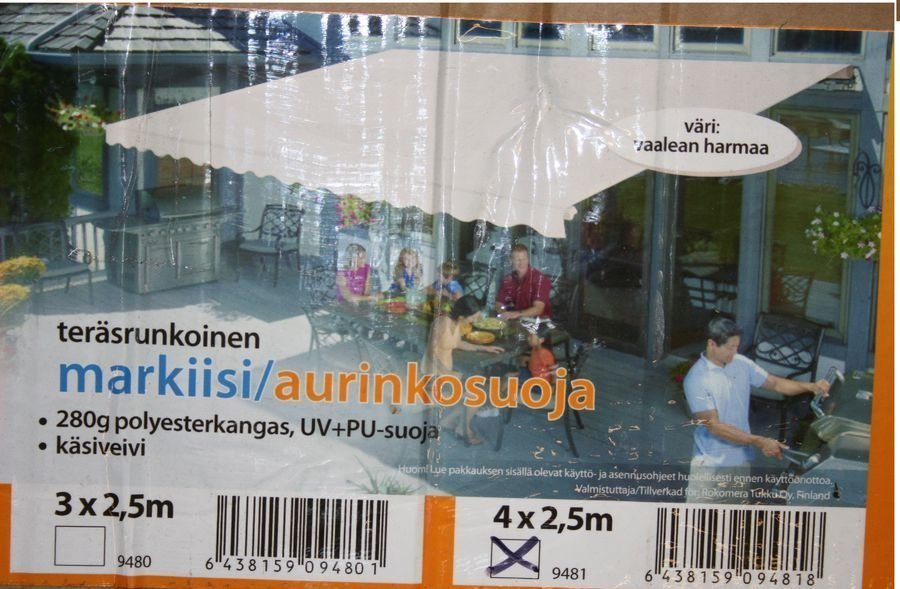 väri:
vaalean harmaa
teräsrunkoinen
markiisi/aurinkosuoja
• 280g polyesterkangas, UV+PU-suoja
• käsiveivi
Huom! Lue pakkauksen sisällä olevat käyttö- ja asennusohjeet huolellisesti ennen käyttöönottoa.
Valmistuttaja/Tillverkad för: Rokomera Tukku Oy, Finland
3 x 2,5m
9480
6 438159 094801
4 x 2,5m
9481
6 438159 094818